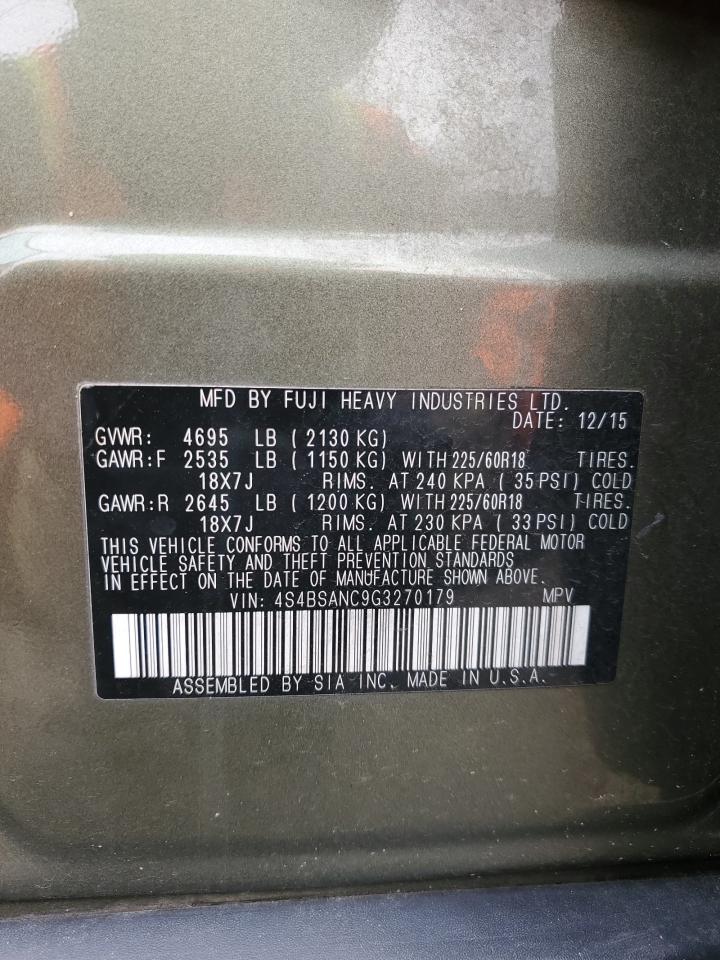 MFD BY FUJI HEAVY INDUSTRIES LTD.
DATE: 12/15
GVWR: 4695 LB ( 2130 KG)
GAWR:F 2535 LB ( 1150 KG) WITH 225/60R18 TIRES.
18X7J RIMS. AT 240 KPA ( 35 PSI) COLD
GAWR:R 2645 LB ( 1200 KG) WITH 225/60R18 TIRES.
18X7J RIMS. AT 230 KPA ( 33 PSI) COLD
THIS VEHICLE CONFORMS TO ALL APPLICABLE FEDERAL MOTOR
VEHICLE SAFETY AND THEFT PREVENTION STANDARDS
IN EFFECT ON THE DATE OF MANUFACTURE SHOWN ABOVE.
VIN: 4S4BSANC9G3270179 MPV
ASSEMBLED BY SIA INC. MADE IN U.S.A.